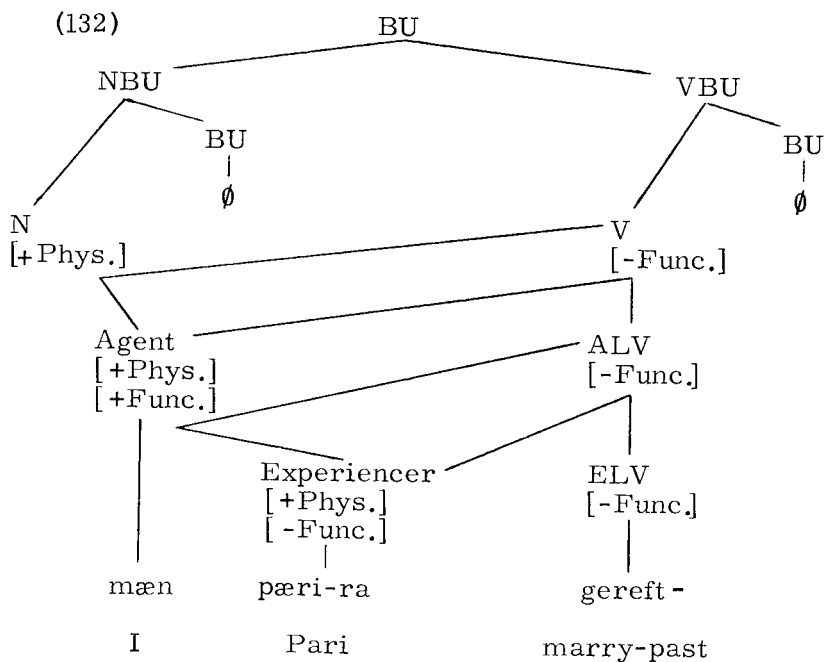 (132) BU
NBU VBU
BU BU
ø ø
N V
[+Phys.] [-Func.]
Agent ALV
[+Phys.] [-Func.]
[+Func.]
Experiencer ELV
[+Phys.] [-Func.]
[-Func.]
mæn pæri-ra gereft-
I Pari marry-past